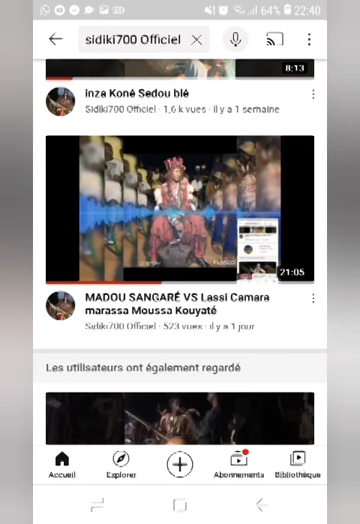 64% 22:40
sidiki700 Officiel
8:13
inza Koné Sedou blé
Sidiki700 Officiel · 1,6 k vues · il y a 1 semaine
21:05
MADOU SANGARÉ VS Lassi Camara
marassa Moussa Kouyaté
Sidiki700 Officiel · 523 vues · il y a 1 jour
Les utilisateurs ont également regardé
Accueil Explorer Abonnements Bibliothèque